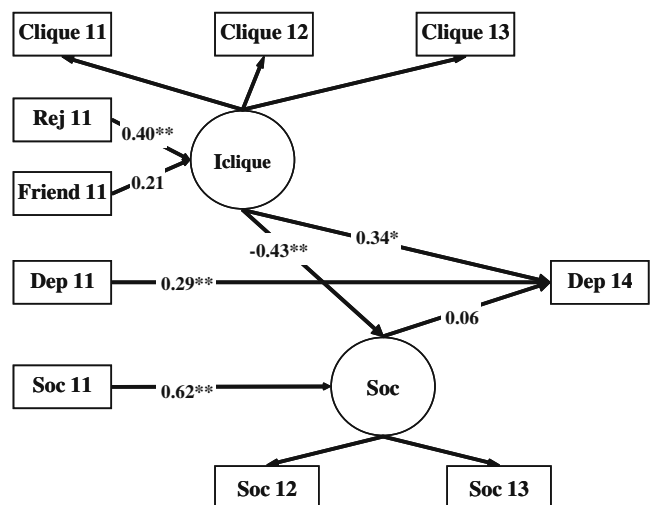 Clique 11
Clique 12
Clique 13
Rej 11
0.40**
Iclique
Friend 11
0.21
0.34*
-0.43**
Dep 11
0.29**
Dep 14
0.06
Soc 11
0.62**
Soc
Soc 12
Soc 13